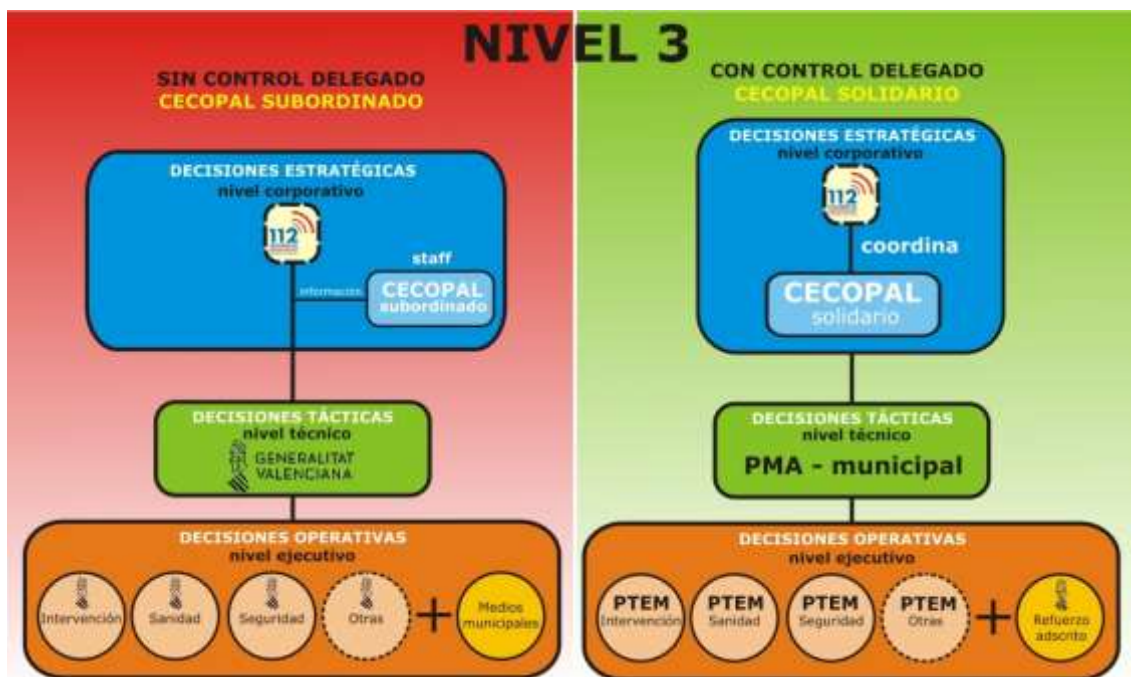 NIVEL 3
SIN CONTROL DELEGADO
CECOPAL SUBORDINADO
DECISIONES ESTRATÉGICAS
nivel corporativo
112
staff
información
CECOPAL
subordinado
DECISIONES TÁCTICAS
nivel técnico
GENERALITAT
VALENCIANA
DECISIONES OPERATIVAS
nivel ejecutivo
Intervención
Sanidad
Seguridad
Otras
+
Medios
municipales
CON CONTROL DELEGADO
CECOPAL SOLIDARIO
DECISIONES ESTRATÉGICAS
nivel corporativo
112
coordina
CECOPAL
solidario
DECISIONES TÁCTICAS
nivel técnico
PMA - municipal
DECISIONES OPERATIVAS
nivel ejecutivo
PTEM
Intervención
PTEM
Sanidad
PTEM
Seguridad
PTEM
Otras
+
Refuerzo
adscrito